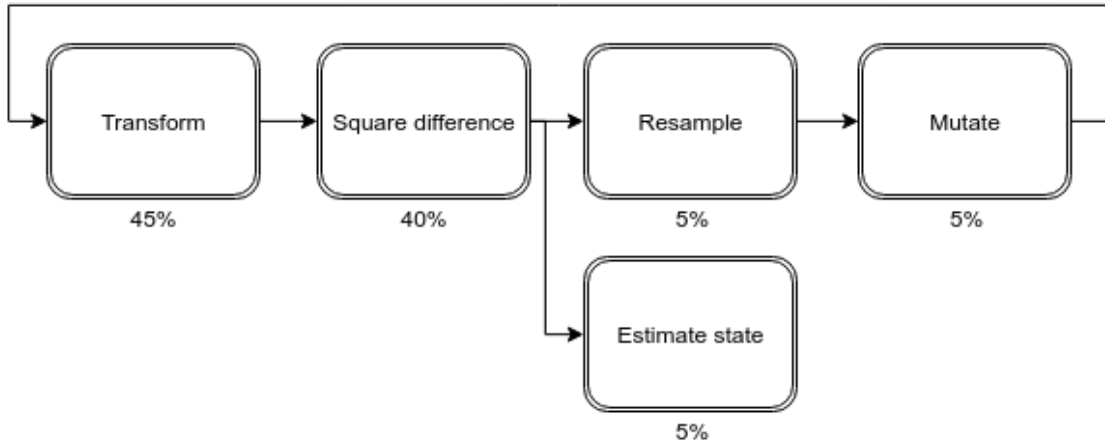 Transform
Square difference
Resample
Mutate
45%
40%
5%
5%
Estimate state
5%